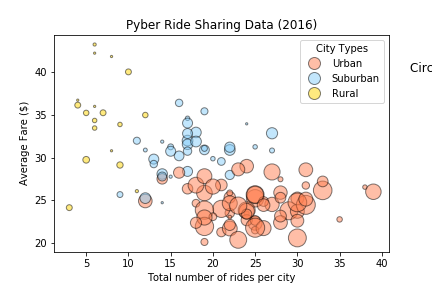 Pyber Ride Sharing Data (2016)
City Types
Urban
Suburban
Rural
Circ
Average Fare ($)
40
35
30
25
20
5 10 15 20 25 30 35 40
Total number of rides per city